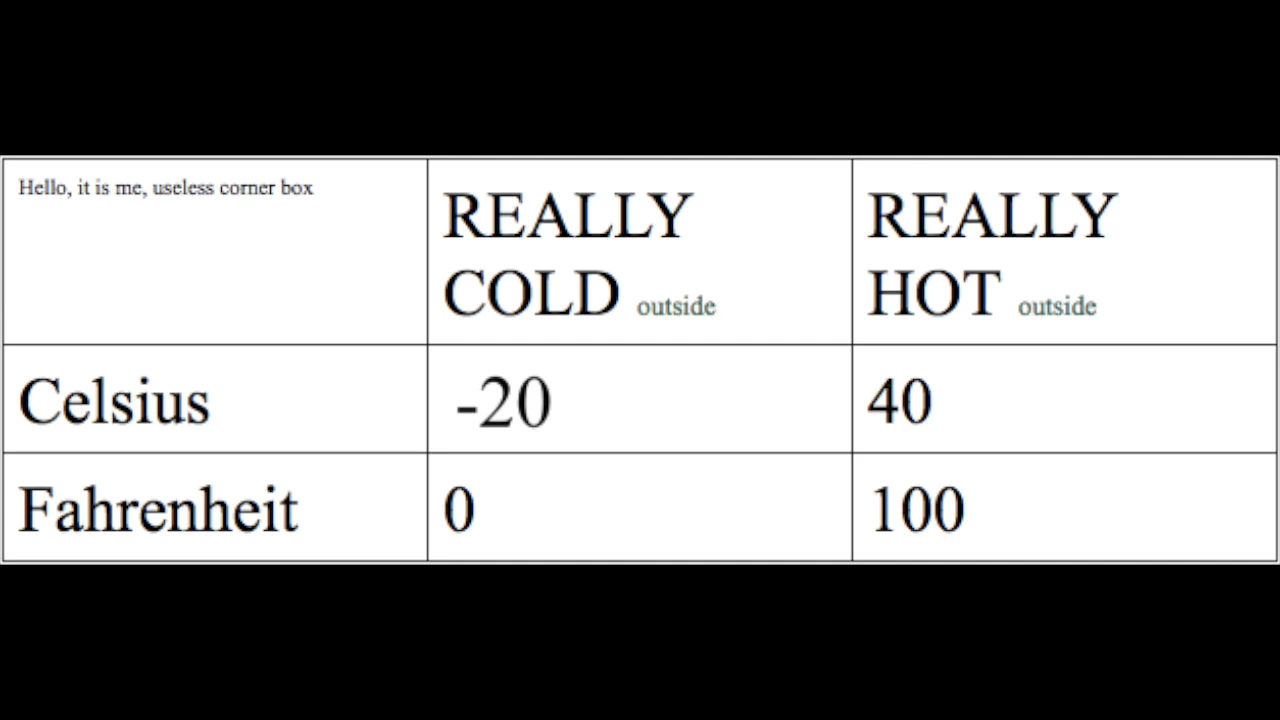 Hello, it is me, useless corner box
REALLY
COLD outside
REALLY
HOT outside
Celsius -20 40
Fahrenheit 0 100